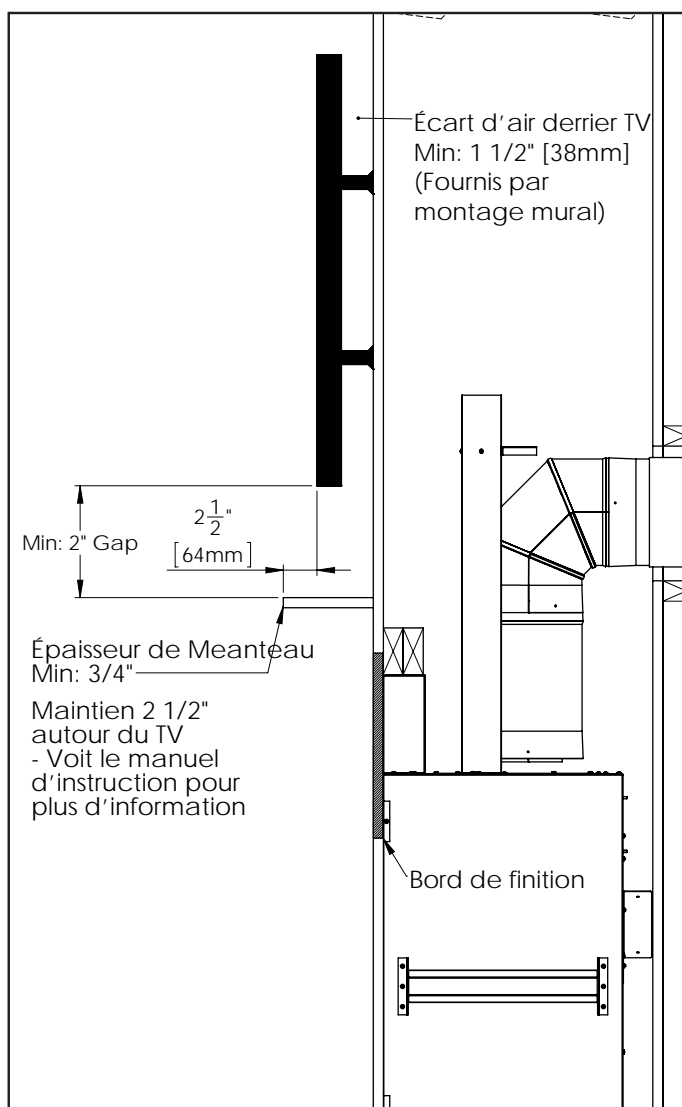 Écart d'air derrier TV
Min: 1 1/2" [38mm]
(Fournis par
montage mural)
2 1/2"
[64mm]
Min: 2" Gap
Épaisseur de Meanteau
Min: 3/4"
Maintien 2 1/2"
autour du TV
- Voit le manuel
d'instruction pour
plus d'information
Bord de finition